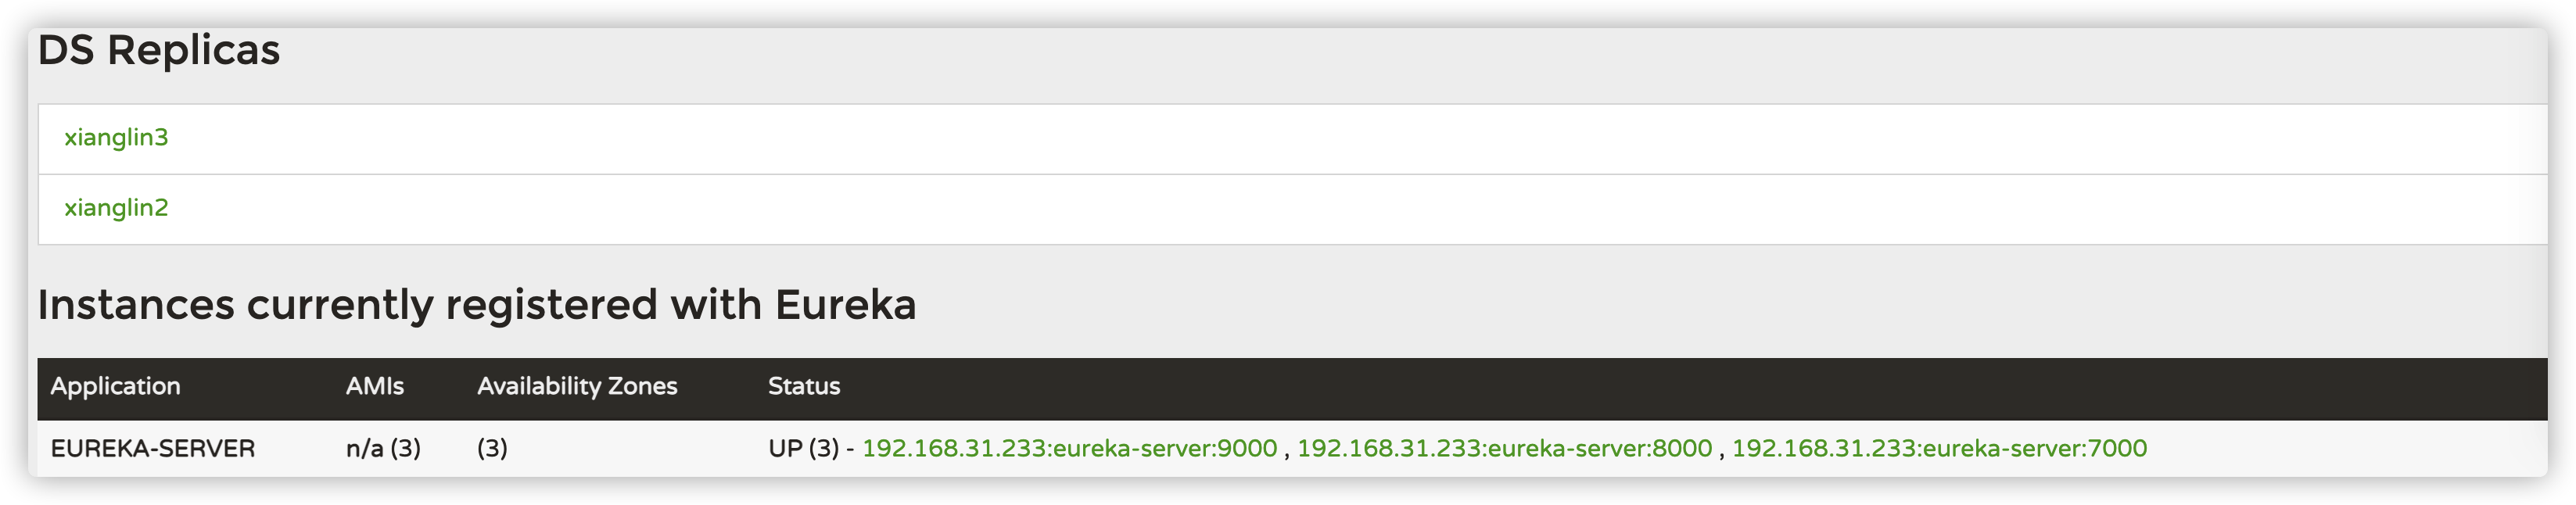 DS Replicas
xianglin3
xianglin2
Instances currently registered with Eureka
Application AMIs Availability Zones Status
EUREKA-SERVER n/a (3) (3) UP (3) - 192.168.31.233:eureka-server:9000 , 192.168.31.233:eureka-server:8000 , 192.168.31.233:eureka-server:7000